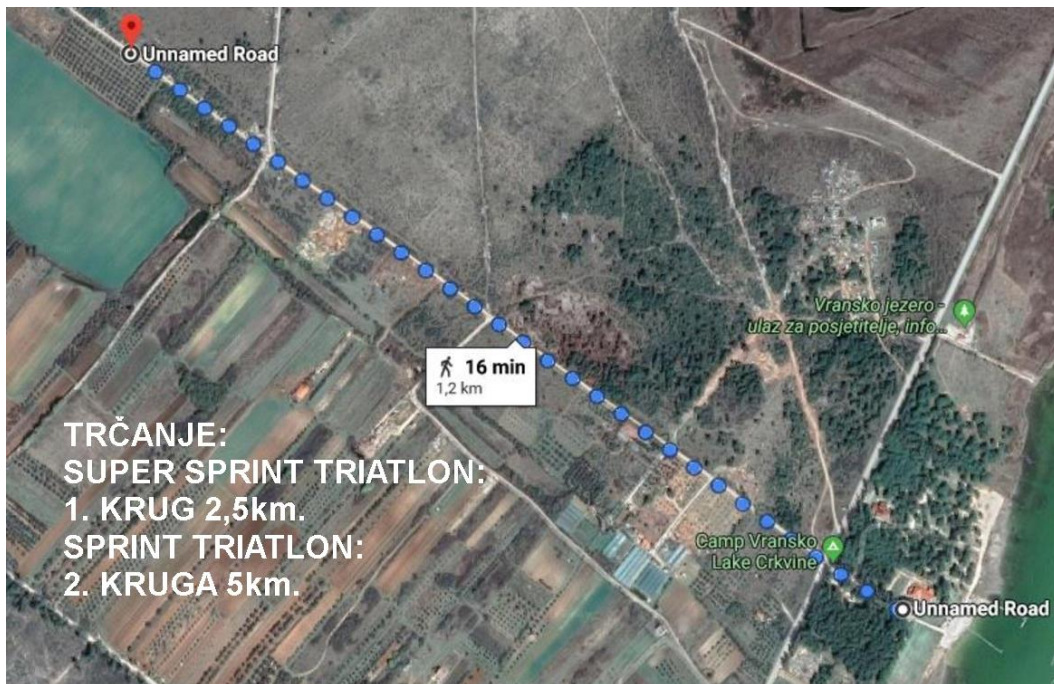 Unnamed Road
Vransko jezero -
ulaz za posjetitelje, info...
16 min
1,2 km
TRČANJE:
SUPER SPRINT TRIATLON:
1. KRUG 2,5km.
SPRINT TRIATLON:
2. KRUGA 5km.
Camp Vransko
Lake Crkvine
Unnamed Road